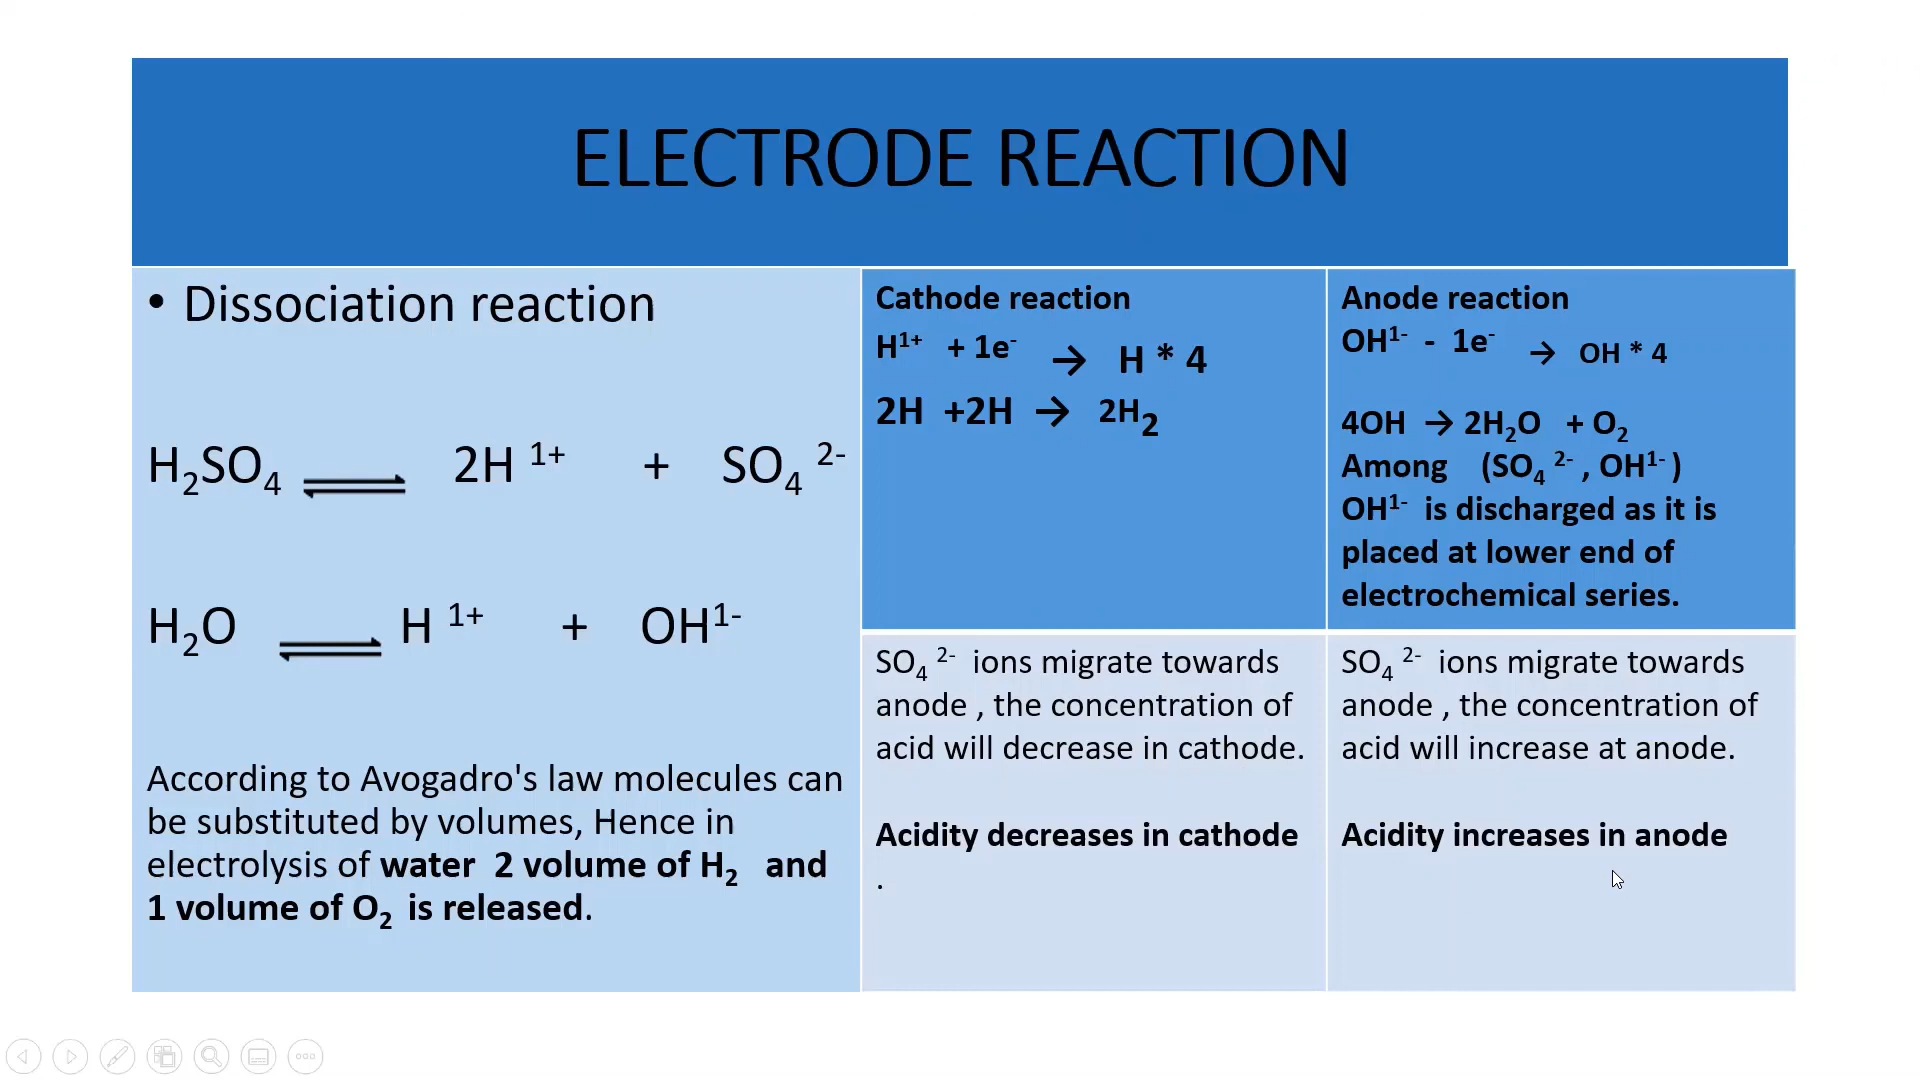 ELECTRODE REACTION
• Dissociation reaction
H₂SO₄ ⇌ 2H ¹⁺ + SO₄ ²⁻
H₂O ⇌ H ¹⁺ + OH¹⁻
According to Avogadro's law molecules can
be substituted by volumes, Hence in
electrolysis of water 2 volume of H₂ and
1 volume of O₂ is released.
Cathode reaction
H¹⁺ + 1e⁻ → H * 4
2H +2H → 2H₂
Anode reaction
OH¹⁻ - 1e⁻ → OH * 4
4OH → 2H₂O + O₂
Among (SO₄ ²⁻ , OH¹⁻ )
OH¹⁻ is discharged as it is
placed at lower end of
electrochemical series.
SO₄ ²⁻ ions migrate towards
anode , the concentration of
acid will decrease in cathode.
Acidity decreases in cathode
.
SO₄ ²⁻ ions migrate towards
anode , the concentration of
acid will increase at anode.
Acidity increases in anode